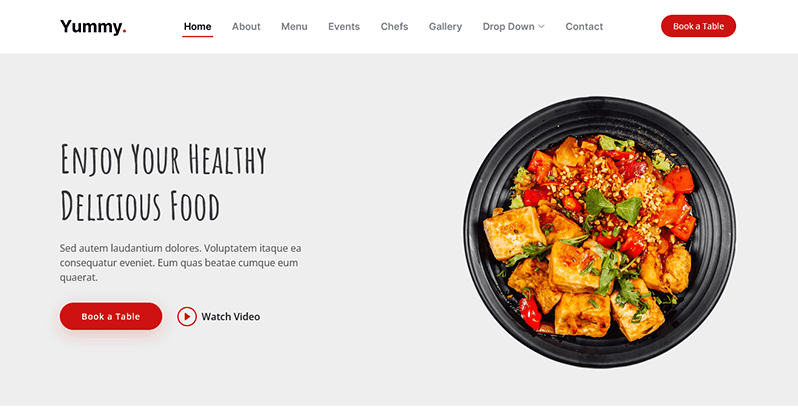 Yummy.
Home About Menu Events Chefs Gallery Drop Down Contact
Book a Table
Enjoy Your Healthy
Delicious Food
Sed autem laudantium dolores. Voluptatem itaque ea
consequatur eveniet. Eum quas beatae cumque eum
quaerat.
Book a Table
Watch Video